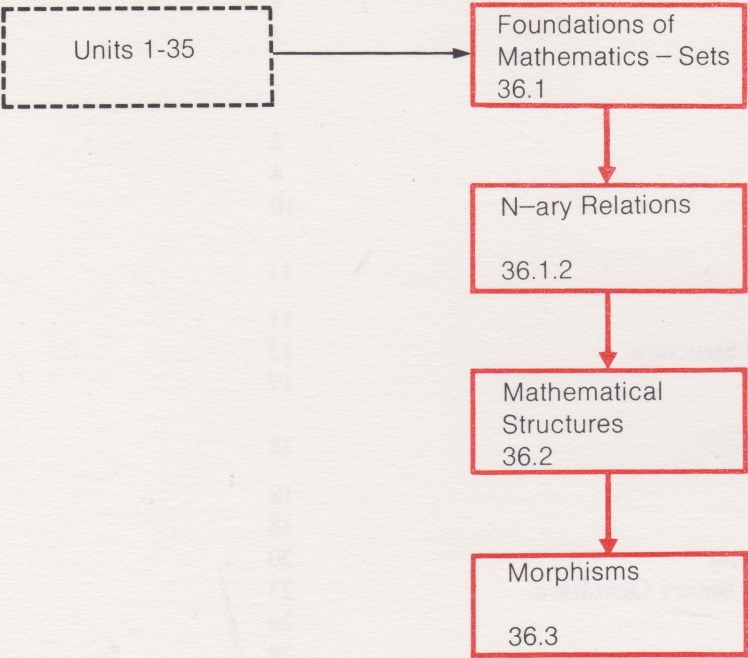 Units 1-35
Foundations of
Mathematics – Sets
36.1
N–ary Relations
36.1.2
Mathematical
Structures
36.2
Morphisms
36.3